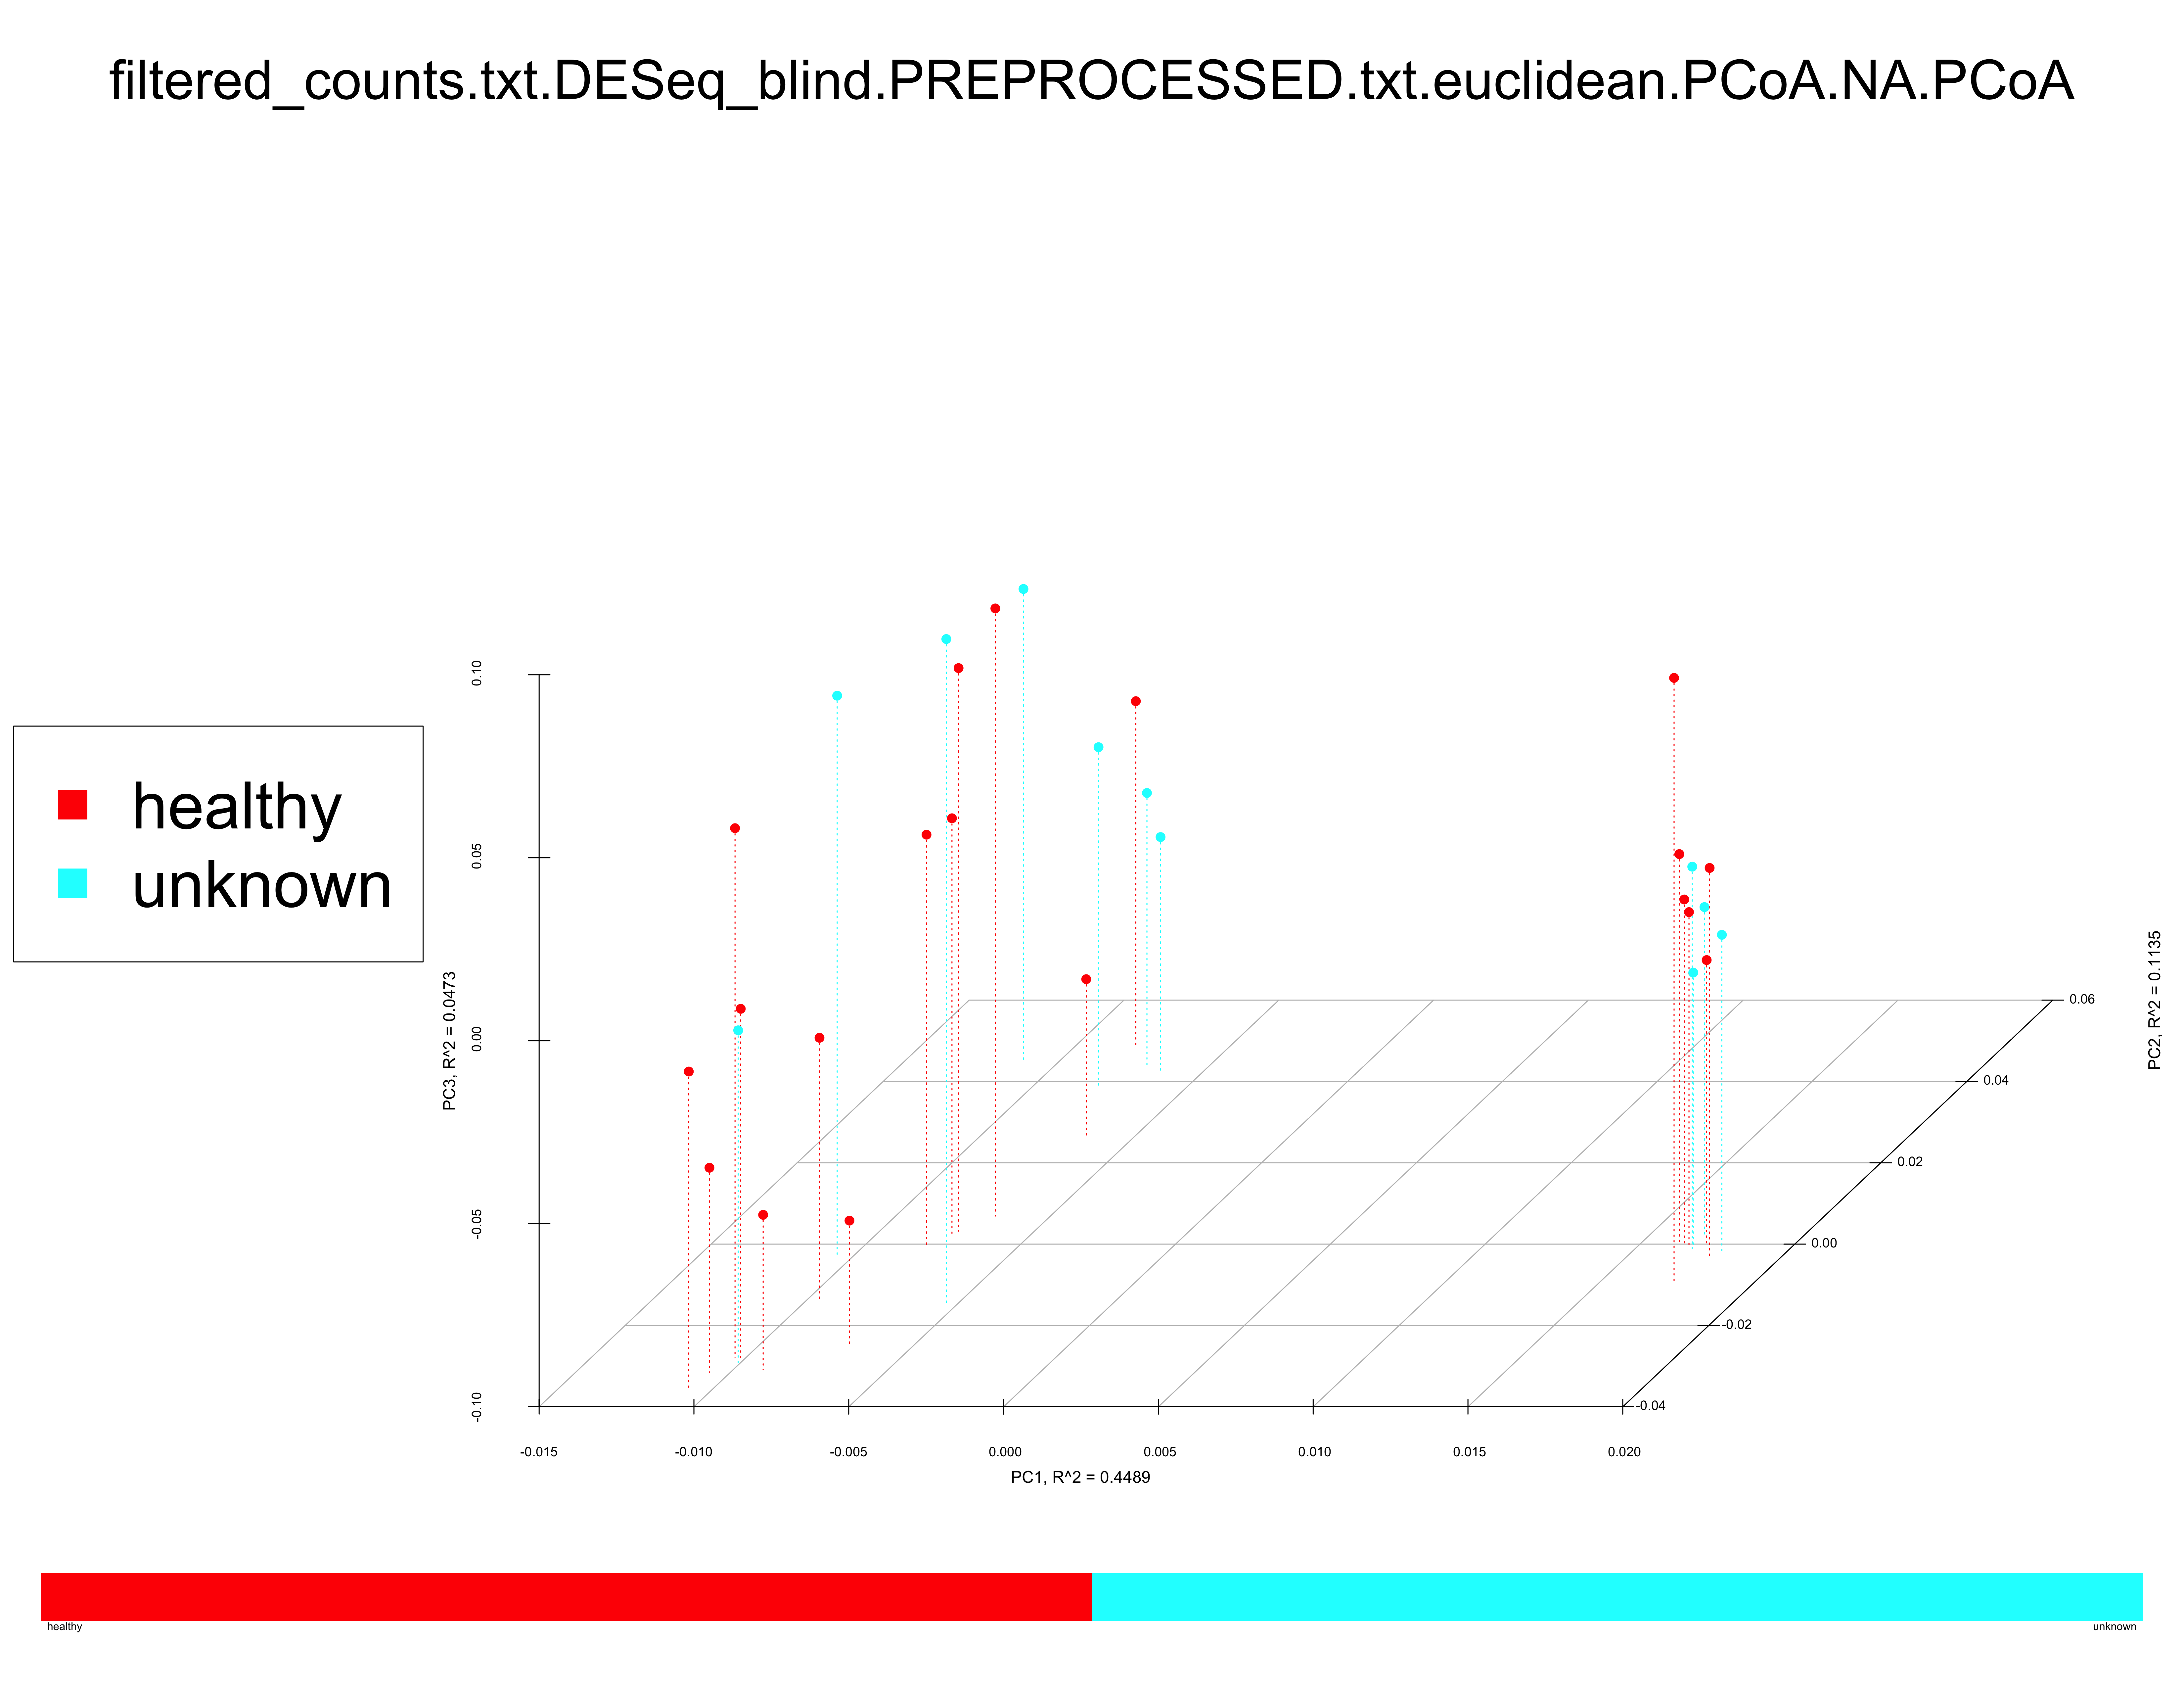 filtered_counts.txt.DESeq_blind.PREPROCESSED.txt.euclidean.PCoA.NA.PCoA
healthy
unknown
PC3, R^2 = 0.0473
0.10
0.05
0.00
-0.05
-0.10
-0.015
-0.010
-0.005
0.000
0.005
0.010
0.015
0.020
PC1, R^2 = 0.4489
0.06
0.04
0.02
0.00
-0.02
-0.04
PC2, R^2 = 0.1135
healthy
unknown